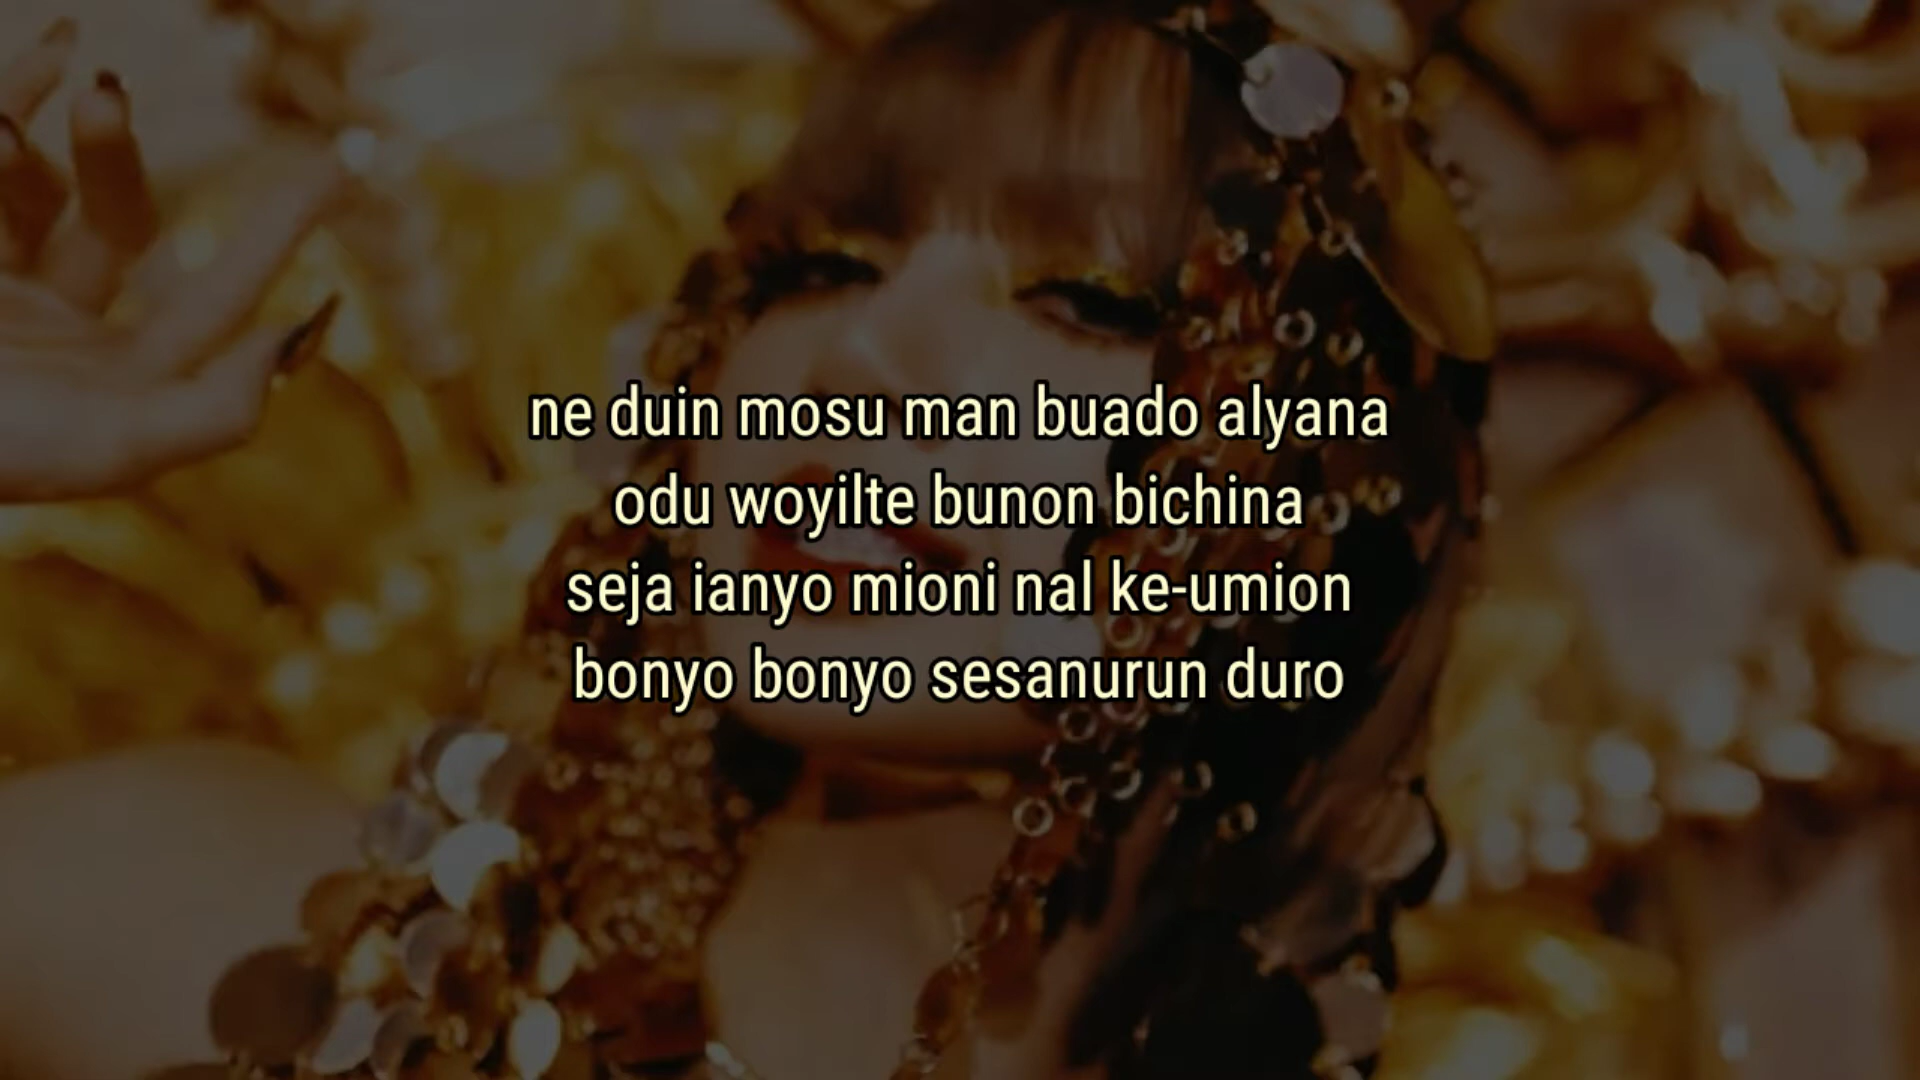 ne duin mosu man buado alyana
odu woyilte bunon bichina
seja ianyo mioni nal ke-umion
bonyo bonyo sesanurun duro